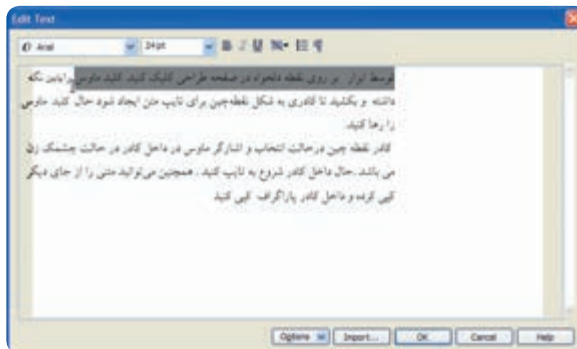 Edit Text
O Arial 24pt B I U
توسط ابزار بر روی نقطه دلخواه در صفحه طراحی کلیک کنید. کلید ماوس را پایین نگه
داشته و بکشید تا کادری به شکل نقطه‌چین برای تایپ متن ایجاد شود حال کلید ماوس
را رها کنید.
کادر نقطه چین درحالت انتخاب و اشارگر ماوس در داخل کادر در حالت چشمک زن
می باشد .حال داخل کادر شروع به تایپ کنید . همچنین می‌توانید متنی را از جای دیگر
کپی کرده و داخل کادر پاراگراف کپی کنید
Options Import... OK Cancel Help